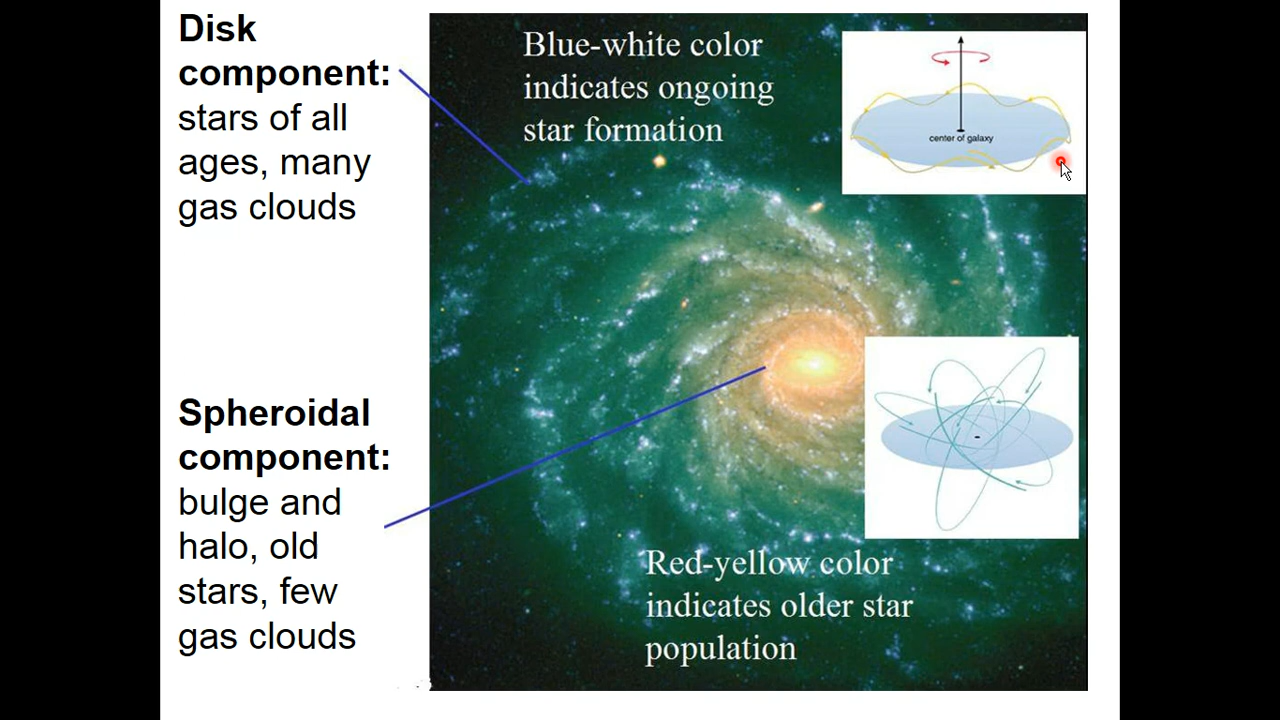 Disk
component:
stars of all
ages, many
gas clouds
Blue-white color
indicates ongoing
star formation
center of galaxy
Spheroidal
component:
bulge and
halo, old
stars, few
gas clouds
Red-yellow color
indicates older star
population